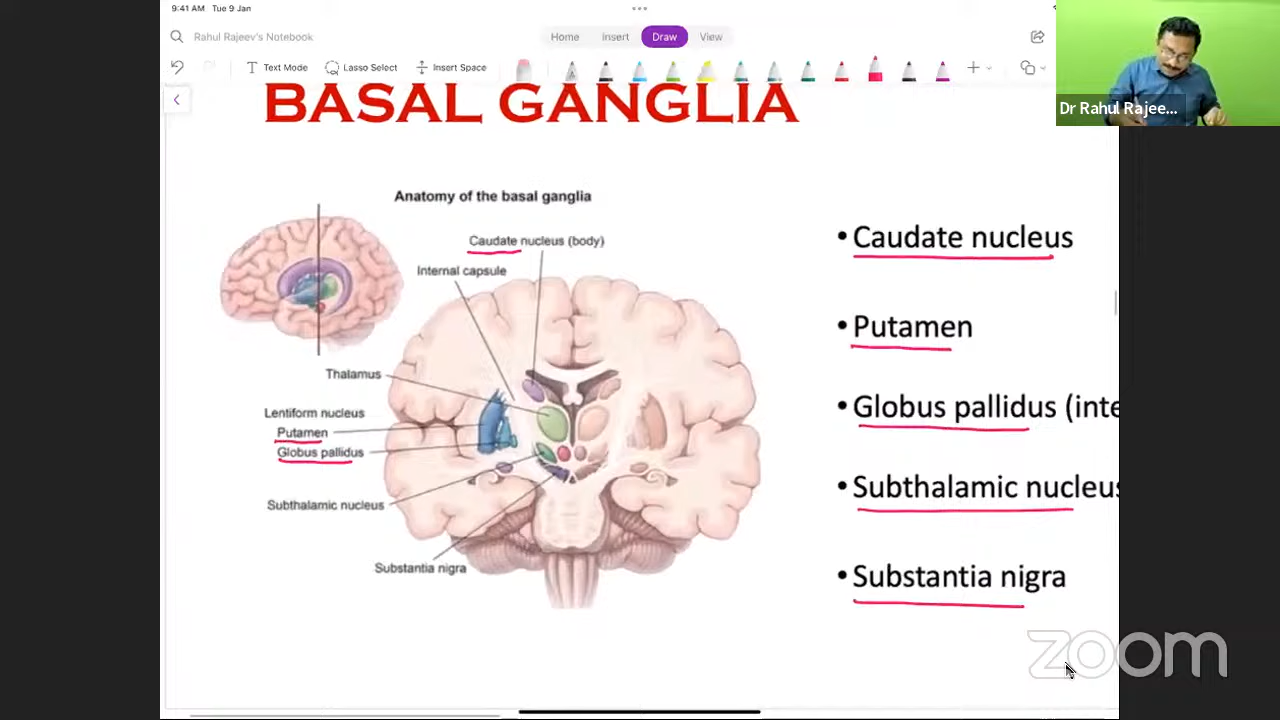 9:41 AM Tue 9 Jan
Rahul Rajeev's Notebook
Home Insert Draw View
Text Mode Lasso Select Insert Space
BASAL GANGLIA
Dr Rahul Rajee...
Anatomy of the basal ganglia
Caudate nucleus (body)
Internal capsule
Thalamus
Lentiform nucleus
Putamen
Globus pallidus
Subthalamic nucleus
Substantia nigra
• Caudate nucleus
• Putamen
• Globus pallidus (inte
• Subthalamic nucleus
• Substantia nigra
zoom